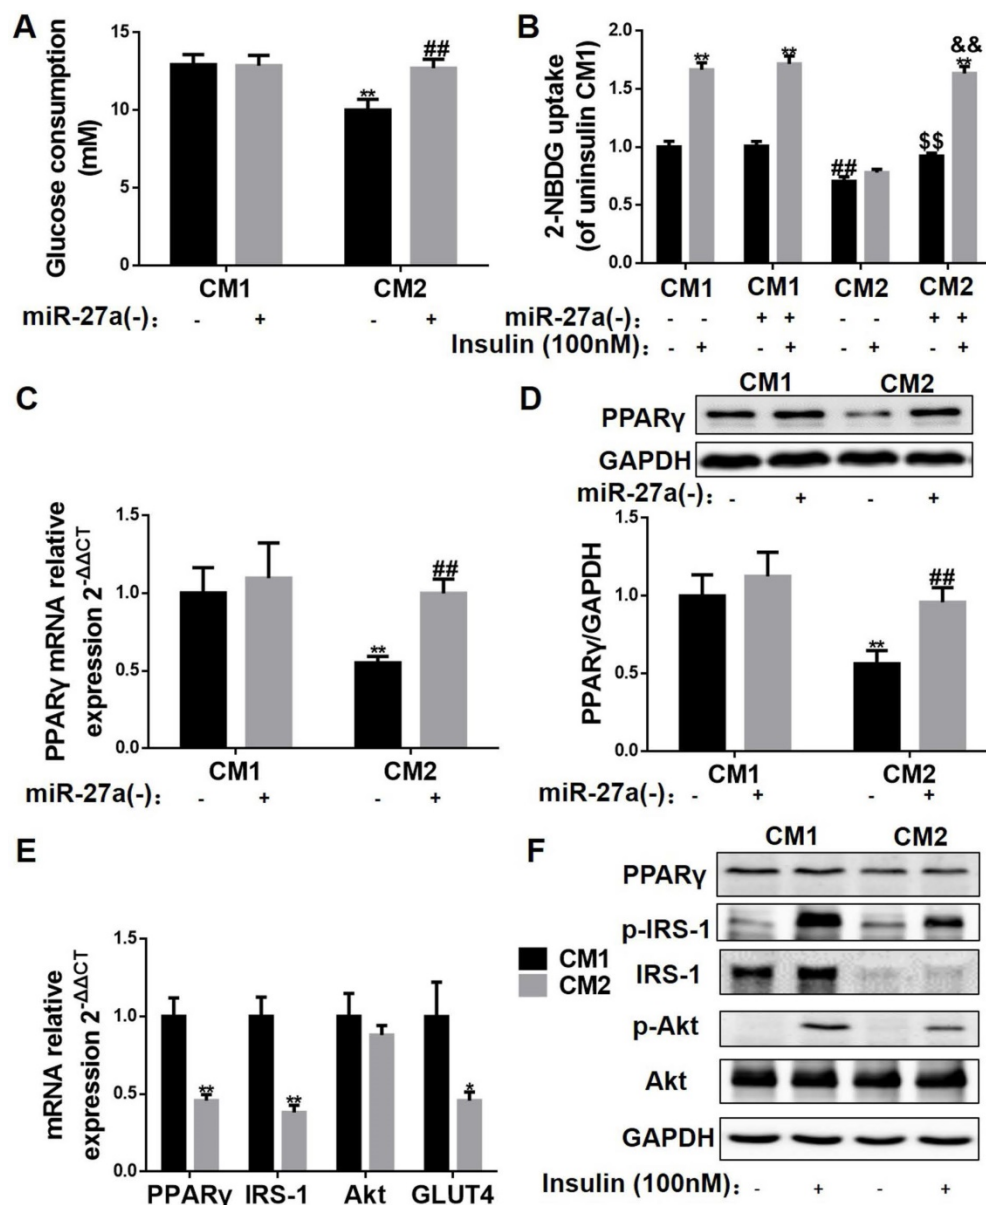 A
Glucose consumption
(mM)
15
10
5
0
**
##
CM1 CM2
miR-27a(-): - + - +
B
2-NBDG uptake
(of uninsulin CM1)
2.0
1.5
1.0
0.5
0.0
** ** ## $$ && **
CM1 CM1 CM2 CM2
miR-27a(-): - - + + - - + +
Insulin (100nM): - + - + - + - +
C
PPARγ mRNA relative
expression 2-ΔΔCT
1.5
1.0
0.5
0.0
**
##
CM1 CM2
miR-27a(-): - + - +
D
CM1 CM2
PPARγ
GAPDH
miR-27a(-): - + - +
PPARγ/GAPDH
1.5
1.0
0.5
0.0
**
##
CM1 CM2
miR-27a(-): - + - +
E
mRNA relative
expression 2-ΔΔCT
1.5
1.0
0.5
0.0
** ** *
PPARγ IRS-1 Akt GLUT4
CM1
CM2
F
CM1 CM2
PPARγ
p-IRS-1
IRS-1
p-Akt
Akt
GAPDH
Insulin (100nM): - + - +